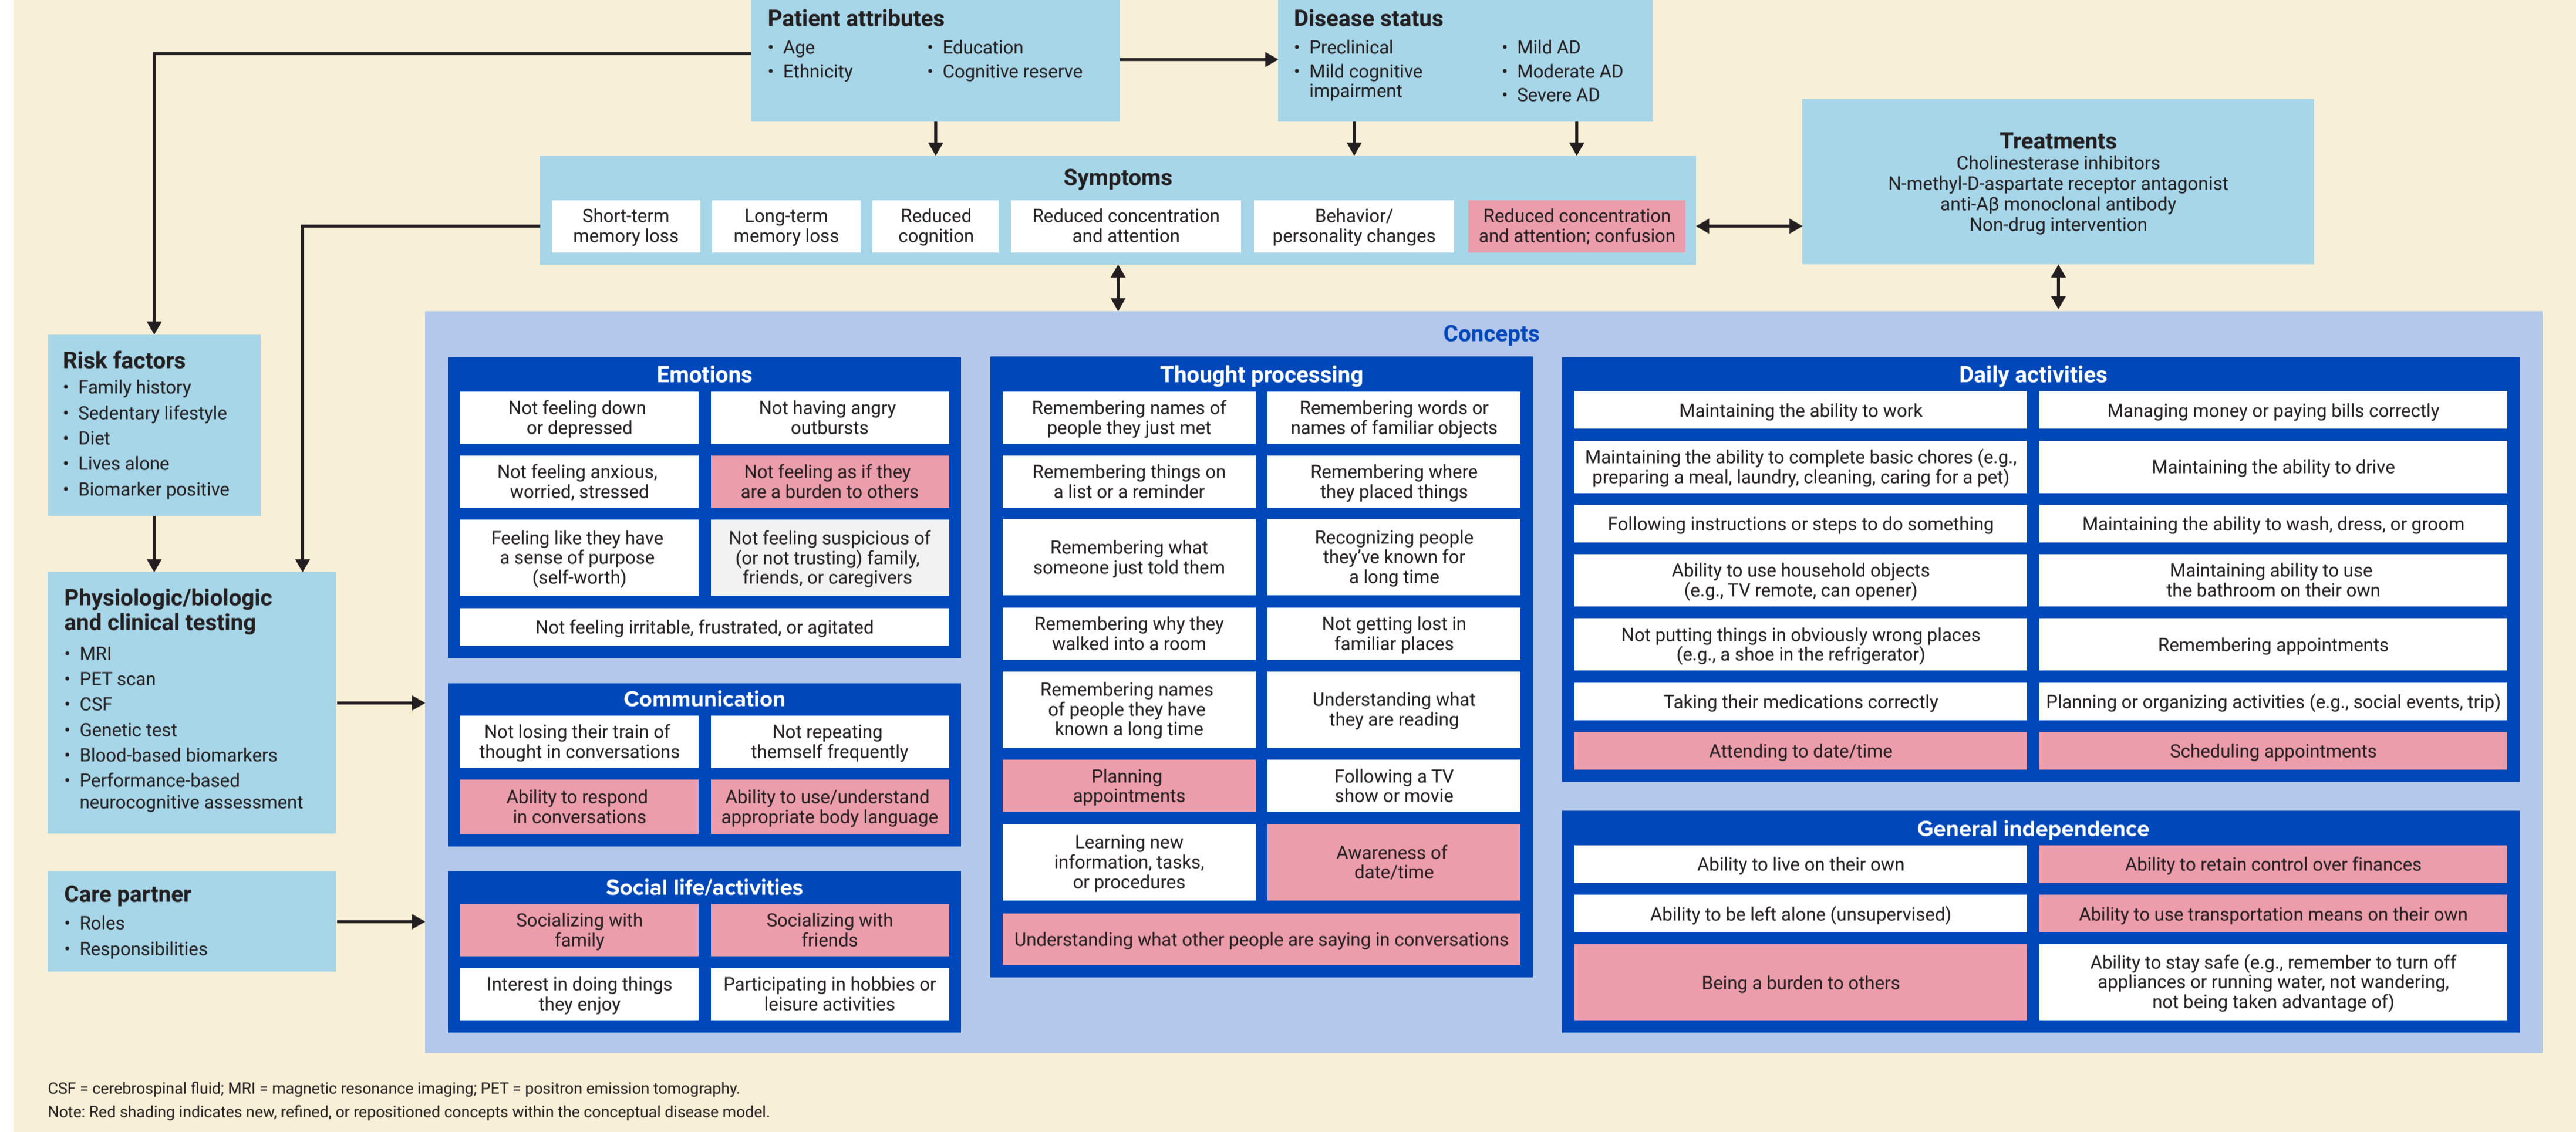 Patient attributes
• Age
• Ethnicity
• Education
• Cognitive reserve
Disease status
• Preclinical
• Mild cognitive
impairment
• Mild AD
• Moderate AD
• Severe AD
Treatments
Cholinesterase inhibitors
N-methyl-D-aspartate receptor antagonist
anti-Aβ monoclonal antibody
Non-drug intervention
Symptoms
Short-term
memory loss
Long-term
memory loss
Reduced
cognition
Reduced concentration
and attention
Behavior/
personality changes
Reduced concentration
and attention; confusion
Risk factors
• Family history
• Sedentary lifestyle
• Diet
• Lives alone
• Biomarker positive
Physiologic/biologic
and clinical testing
• MRI
• PET scan
• CSF
• Genetic test
• Blood-based biomarkers
• Performance-based
neurocognitive assessment
Care partner
• Roles
• Responsibilities
Concepts
Emotions
Not feeling down
or depressed
Not having angry
outbursts
Not feeling anxious,
worried, stressed
Not feeling as if they
are a burden to others
Feeling like they have
a sense of purpose
(self-worth)
Not feeling suspicious of
(or not trusting) family,
friends, or caregivers
Not feeling irritable, frustrated, or agitated
Communication
Not losing their train of
thought in conversations
Not repeating
themself frequently
Ability to respond
in conversations
Ability to use/understand
appropriate body language
Social life/activities
Socializing with
family
Socializing with
friends
Interest in doing things
they enjoy
Participating in hobbies or
leisure activities
Thought processing
Remembering names of
people they just met
Remembering words or
names of familiar objects
Remembering things on
a list or a reminder
Remembering where
they placed things
Remembering what
someone just told them
Recognizing people
they’ve known for
a long time
Remembering why they
walked into a room
Not getting lost in
familiar places
Remembering names
of people they have
known a long time
Understanding what
they are reading
Planning
appointments
Following a TV
show or movie
Learning new
information, tasks,
or procedures
Awareness of
date/time
Understanding what other people are saying in conversations
Daily activities
Maintaining the ability to work
Managing money or paying bills correctly
Maintaining the ability to complete basic chores (e.g.,
preparing a meal, laundry, cleaning, caring for a pet)
Maintaining the ability to drive
Following instructions or steps to do something
Maintaining the ability to wash, dress, or groom
Ability to use household objects
(e.g., TV remote, can opener)
Maintaining ability to use
the bathroom on their own
Not putting things in obviously wrong places
(e.g., a shoe in the refrigerator)
Remembering appointments
Taking their medications correctly
Planning or organizing activities (e.g., social events, trip)
Attending to date/time
Scheduling appointments
General independence
Ability to live on their own
Ability to retain control over finances
Ability to be left alone (unsupervised)
Ability to use transportation means on their own
Being a burden to others
Ability to stay safe (e.g., remember to turn off
appliances or running water, not wandering,
not being taken advantage of)
CSF = cerebrospinal fluid; MRI = magnetic resonance imaging; PET = positron emission tomography.
Note: Red shading indicates new, refined, or repositioned concepts within the conceptual disease model.